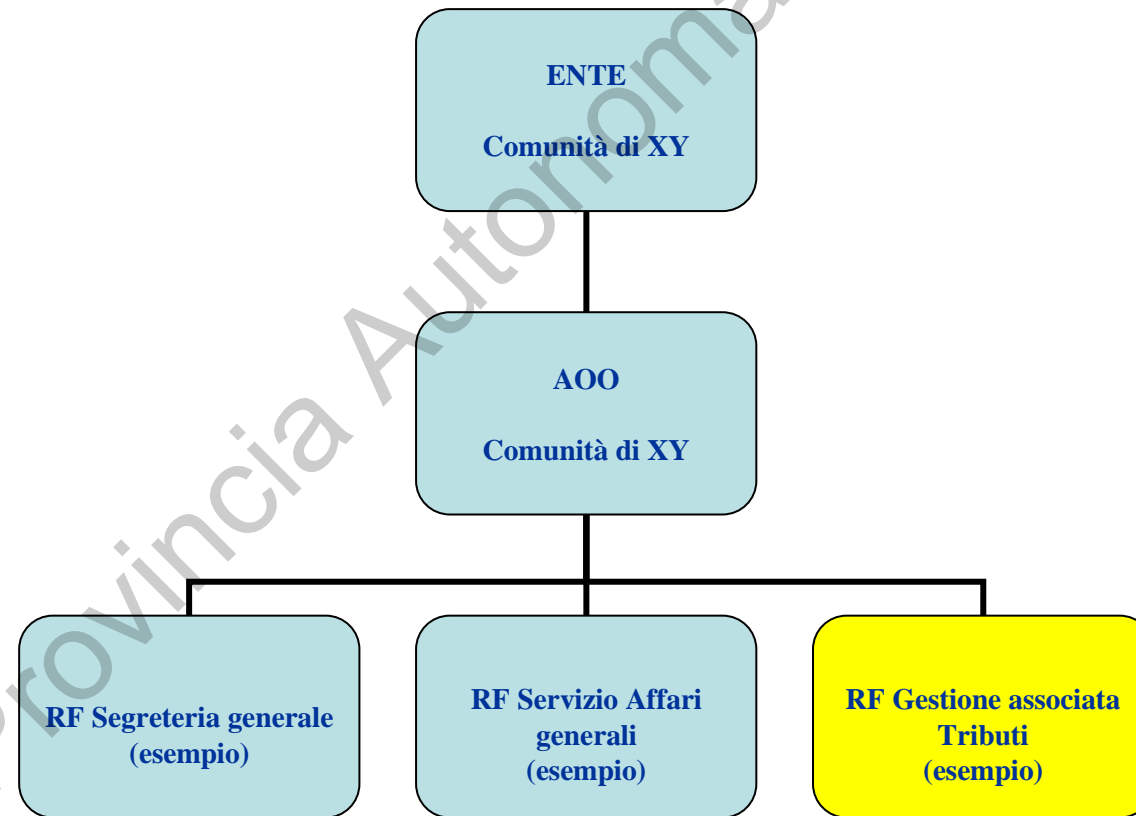 ENTE
Comunità di XY
AOO
Comunità di XY
RF Segreteria generale
(esempio)
RF Servizio Affari
generali
(esempio)
RF Gestione associata
Tributi
(esempio)
Provincia Autonoma